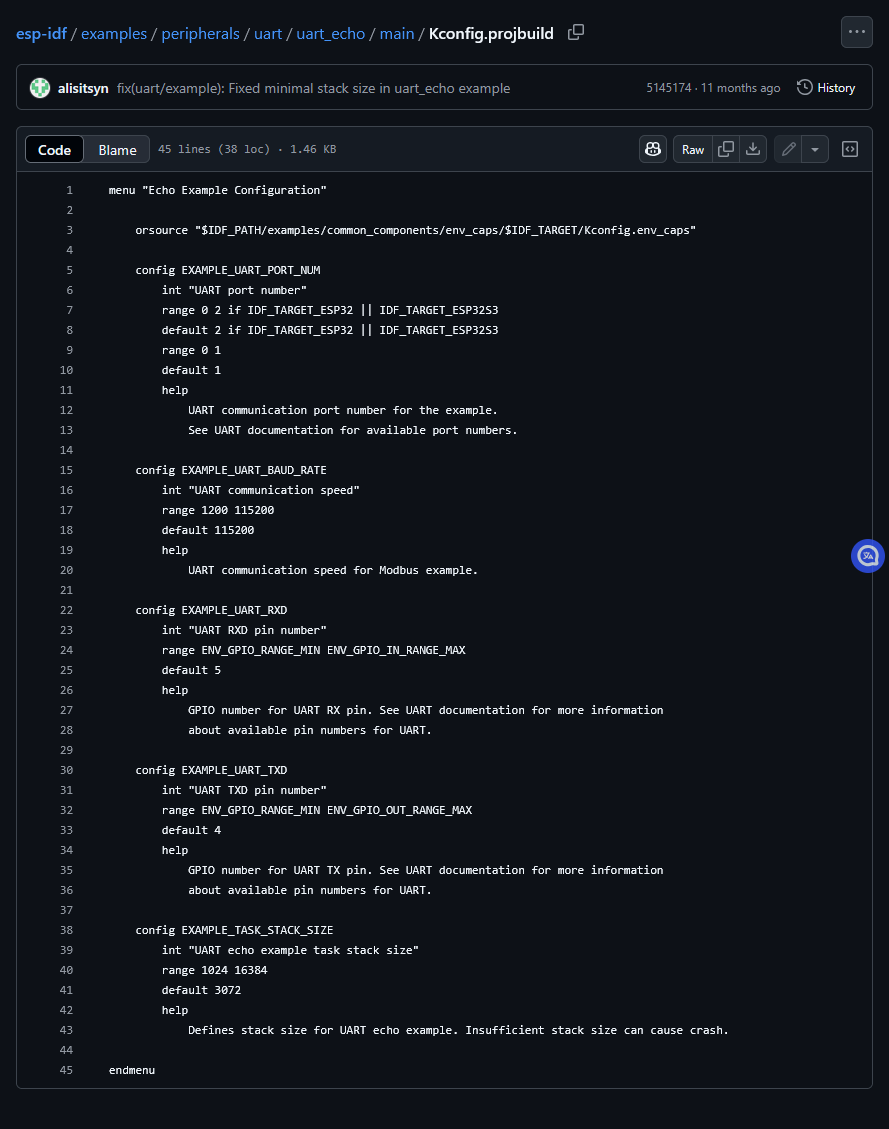 esp-idf / examples / peripherals / uart / uart_echo / main / Kconfig.projbuild
alisitsyn fix(uart/example): Fixed minimal stack size in uart_echo example 5145174 · 11 months ago History
Code Blame 45 lines (38 loc) · 1.46 KB Raw
1 menu "Echo Example Configuration"
2
3 orsource "$IDF_PATH/examples/common_components/env_caps/$IDF_TARGET/Kconfig.env_caps"
4
5 config EXAMPLE_UART_PORT_NUM
6 int "UART port number"
7 range 0 2 if IDF_TARGET_ESP32 || IDF_TARGET_ESP32S3
8 default 2 if IDF_TARGET_ESP32 || IDF_TARGET_ESP32S3
9 range 0 1
10 default 1
11 help
12 UART communication port number for the example.
13 See UART documentation for available port numbers.
14
15 config EXAMPLE_UART_BAUD_RATE
16 int "UART communication speed"
17 range 1200 115200
18 default 115200
19 help
20 UART communication speed for Modbus example.
21
22 config EXAMPLE_UART_RXD
23 int "UART RXD pin number"
24 range ENV_GPIO_RANGE_MIN ENV_GPIO_IN_RANGE_MAX
25 default 5
26 help
27 GPIO number for UART RX pin. See UART documentation for more information
28 about available pin numbers for UART.
29
30 config EXAMPLE_UART_TXD
31 int "UART TXD pin number"
32 range ENV_GPIO_RANGE_MIN ENV_GPIO_OUT_RANGE_MAX
33 default 4
34 help
35 GPIO number for UART TX pin. See UART documentation for more information
36 about available pin numbers for UART.
37
38 config EXAMPLE_TASK_STACK_SIZE
39 int "UART echo example task stack size"
40 range 1024 16384
41 default 3072
42 help
43 Defines stack size for UART echo example. Insufficient stack size can cause crash.
44
45 endmenu